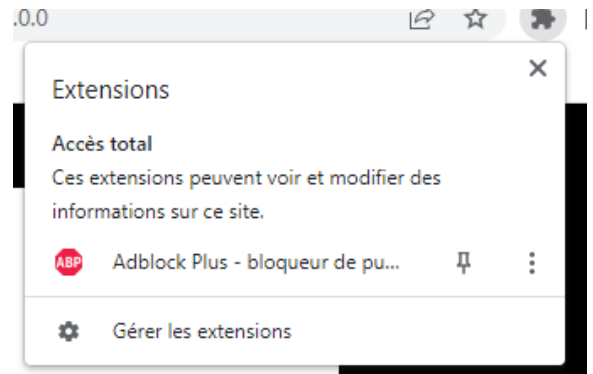 .0.0
Extensions
Accès total
Ces extensions peuvent voir et modifier des
informations sur ce site.
ABP Adblock Plus - bloqueur de pu...
Gérer les extensions